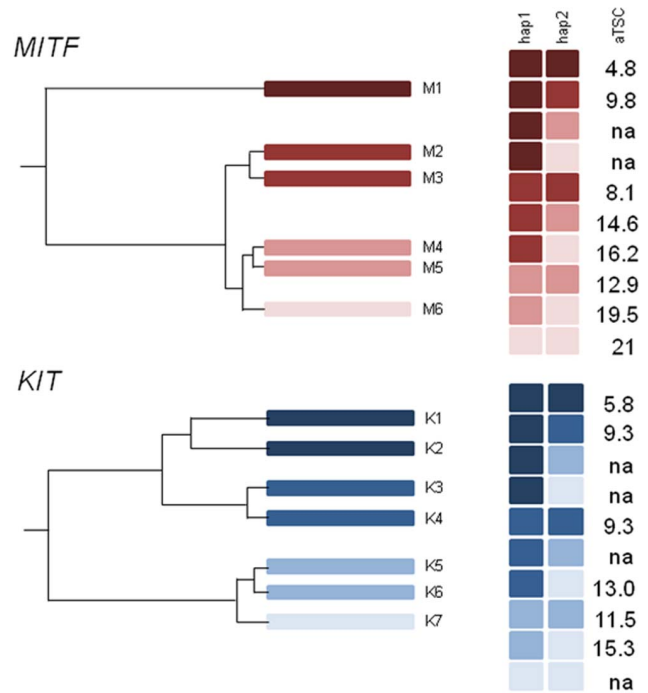 hap1 hap2 aTSC
MITF
4.8
M1 9.8
na
M2 na
M3 8.1
14.6
M4 16.2
M5 12.9
M6 19.5
21
KIT
5.8
K1 9.3
K2 na
K3 na
K4 9.3
na
K5 13.0
K6 11.5
K7 15.3
na